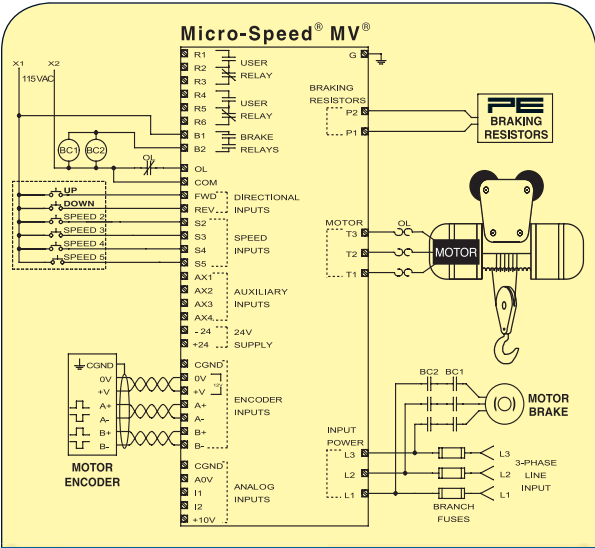 Micro-Speed® MV®
X1
X2
115VAC
BC1
BC2
OL
UP
DOWN
SPEED 2
SPEED 3
SPEED 4
SPEED 5
R1
R2
R3
USER
RELAY
R4
R5
R6
USER
RELAY
B1
B2
BRAKE
RELAYS
OL
COM
FWD
REV
DIRECTIONAL
INPUTS
S2
S3
S4
S5
SPEED
INPUTS
AX1
AX2
AX3
AX4
AUXILIARY
INPUTS
- 24
+24
24V
SUPPLY
CGND
0V
+V
12V
A+
A-
B+
B-
ENCODER
INPUTS
CGND
A0V
I1
I2
+10V
ANALOG
INPUTS
CGND
0V
+V
A+
A-
B+
B-
MOTOR
ENCODER
G
BRAKING
RESISTORS
P2
P1
PE
BRAKING
RESISTORS
MOTOR
T3
T2
T1
OL
MOTOR
BC2
BC1
MOTOR
BRAKE
INPUT
POWER
L3
L2
L1
L3
L2
L1
3-PHASE
LINE
INPUT
BRANCH
FUSES